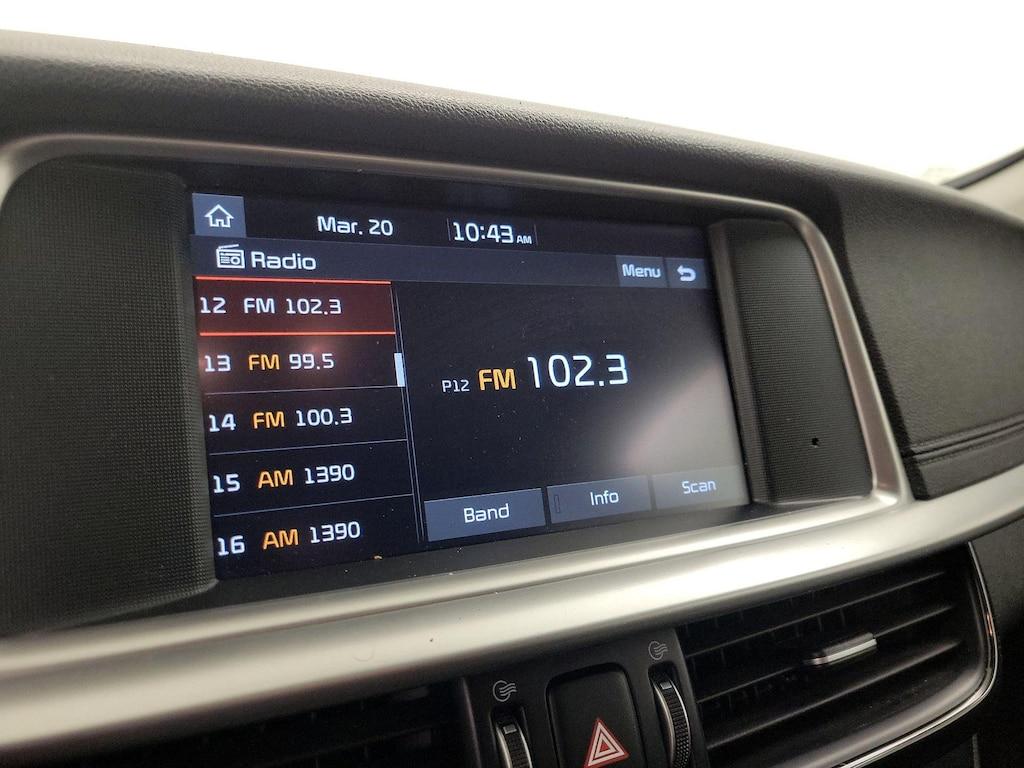 Mar. 20 10:43 AM
Radio
Menu
12 FM 102.3
13 FM 99.5
14 FM 100.3
15 AM 1390
16 AM 1390
P12 FM 102.3
Band Info Scan